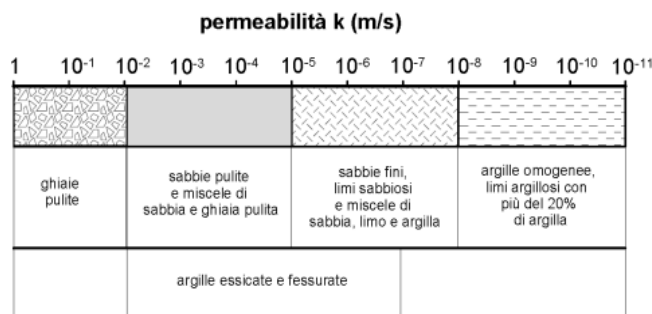 permeabilità k (m/s)
1 10⁻¹ 10⁻² 10⁻³ 10⁻⁴ 10⁻⁵ 10⁻⁶ 10⁻⁷ 10⁻⁸ 10⁻⁹ 10⁻¹⁰ 10⁻¹¹
ghiaie
pulite
sabbie pulite
e miscele di
sabbia e ghiaia pulita
sabbie fini,
limi sabbiosi
e miscele di
sabbia, limo e argilla
argille omogenee,
limi argillosi con
più del 20%
di argilla
argille essicate e fessurate